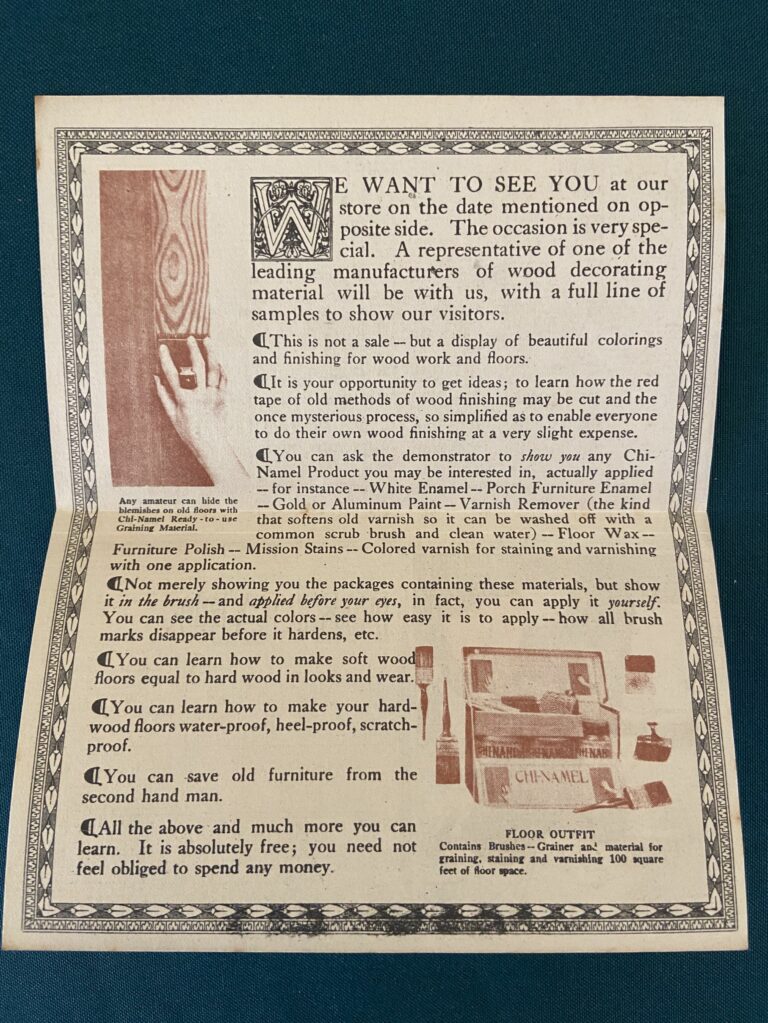 WE WANT TO SEE YOU at our
store on the date mentioned on op-
posite side. The occasion is very spe-
cial. A representative of one of the
leading manufacturers of wood decorating
material will be with us, with a full line of
samples to show our visitors.
¶This is not a sale — but a display of beautiful colorings
and finishing for wood work and floors.
¶It is your opportunity to get ideas; to learn how the red
tape of old methods of wood finishing may be cut and the
once mysterious process, so simplified as to enable everyone
to do their own wood finishing at a very slight expense.
¶You can ask the demonstrator to show you any Chi-
Namel Product you may be interested in, actually applied
— for instance — White Enamel — Porch Furniture Enamel
— Gold or Aluminum Paint — Varnish Remover (the kind
that softens old varnish so it can be washed off with a
common scrub brush and clean water) — Floor Wax —
Furniture Polish — Mission Stains — Colored varnish for staining and varnishing
with one application.
Any amateur can hide the
blemishes on old floors with
Chi-Namel Ready-to-use
Graining Material.
¶Not merely showing you the packages containing these materials, but show
it in the brush — and applied before your eyes, in fact, you can apply it yourself.
You can see the actual colors — see how easy it is to apply — how all brush
marks disappear before it hardens, etc.
¶You can learn how to make soft wood
floors equal to hard wood in looks and wear.
¶You can learn how to make your hard-
wood floors water-proof, heel-proof, scratch-
proof.
¶You can save old furniture from the
second hand man.
¶All the above and much more you can
learn. It is absolutely free; you need not
feel obliged to spend any money.
CHI-NAMEL
FLOOR OUTFIT
Contains Brushes — Grainer and material for
graining, staining and varnishing 100 square
feet of floor space.